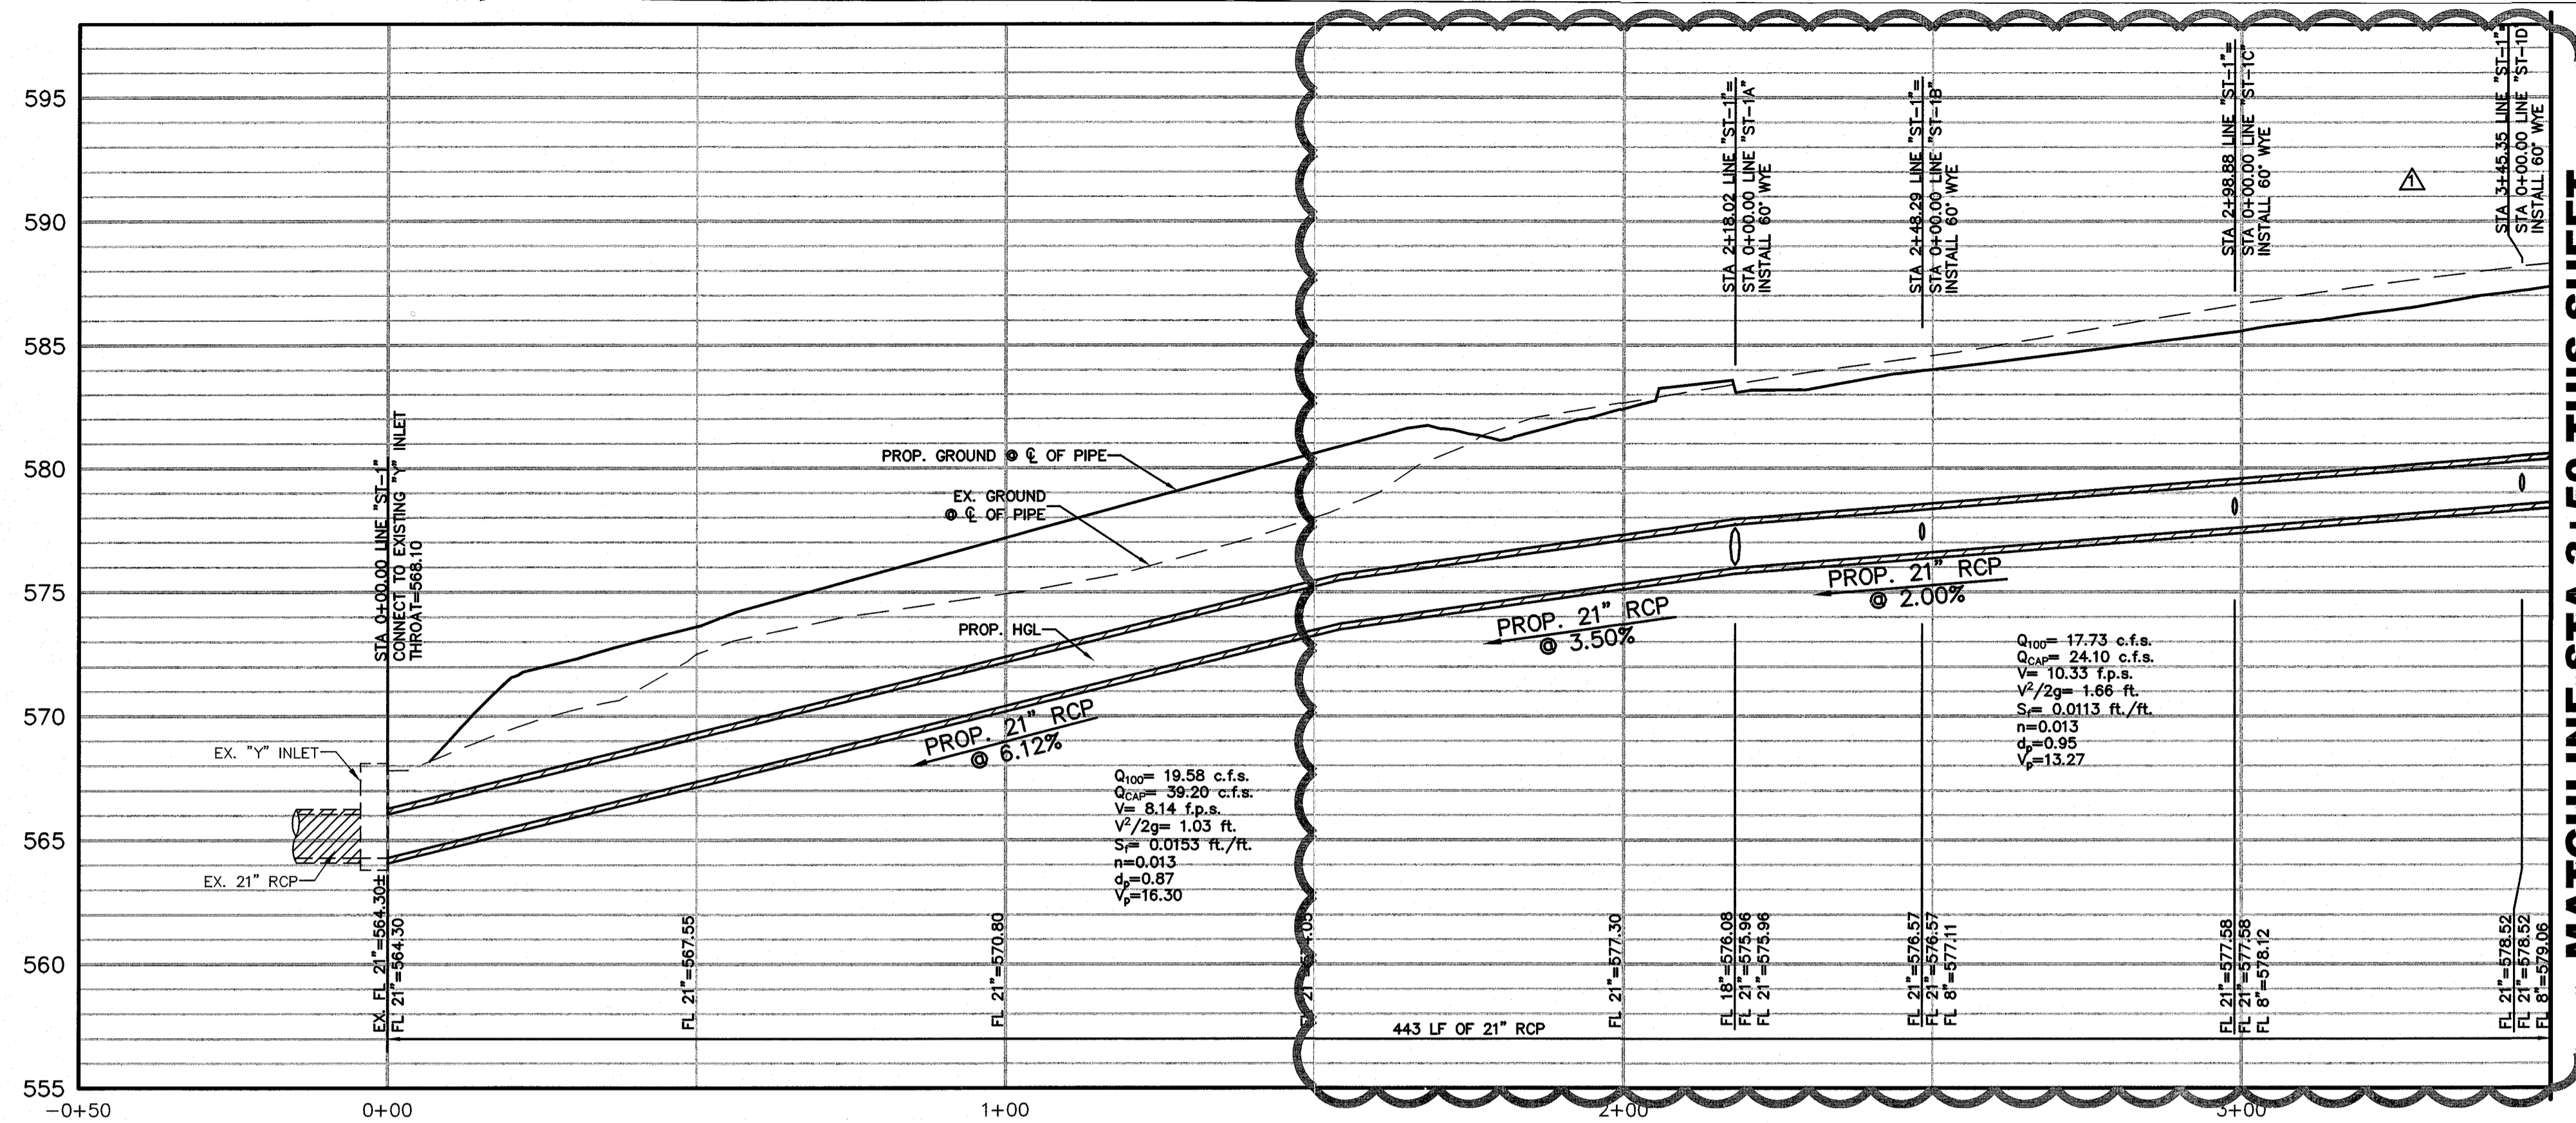 595
590
585
580
575
570
565
560
555
-0+50
0+00
1+00
2+00
3+00
STA 0+00.00 LINE "ST-1"
CONNECT TO EXISTING "Y" INLET
THROAT=568.10
EX. "Y" INLET
EX. 21" RCP
PROP. GROUND @ ℄ OF PIPE
EX. GROUND
@ ℄ OF PIPE
PROP. HGL
PROP. 21" RCP
@ 6.12%
Q100= 19.58 c.f.s.
QCAP= 39.20 c.f.s.
V= 8.14 f.p.s.
V²/2g= 1.03 ft.
Sf= 0.0153 ft./ft.
n=0.013
dp=0.87
Vp=16.30
PROP. 21" RCP
@ 3.50%
PROP. 21" RCP
@ 2.00%
Q100= 17.73 c.f.s.
QCAP= 24.10 c.f.s.
V= 10.33 f.p.s.
V²/2g= 1.66 ft.
Sf= 0.0113 ft./ft.
n=0.013
dp=0.95
Vp=13.27
STA 2+18.02 LINE "ST-1"=
STA 0+00.00 LINE "ST-1A"
INSTALL 60° WYE
STA 2+48.29 LINE "ST-1"=
STA 0+00.00 LINE "ST-1B"
INSTALL 60° WYE
STA 2+98.88 LINE "ST-1"=
STA 0+00.00 LINE "ST-1C"
INSTALL 60° WYE
1
STA 3+45.35 LINE "ST-1"=
STA 0+00.00 LINE "ST-1D"
INSTALL 60° WYE
EX. FL 21"=564.30±
FL 21"=564.30
FL 21"=567.55
FL 21"=570.80
FL 21"=577.30
FL 18"=576.08
FL 21"=575.96
FL 21"=575.96
FL 21"=576.57
FL 21"=576.57
FL 8"=577.11
FL 21"=577.58
FL 21"=577.58
FL 8"=578.12
FL 21"=578.52
FL 21"=578.52
FL 8"=579.06
443 LF OF 21" RCP